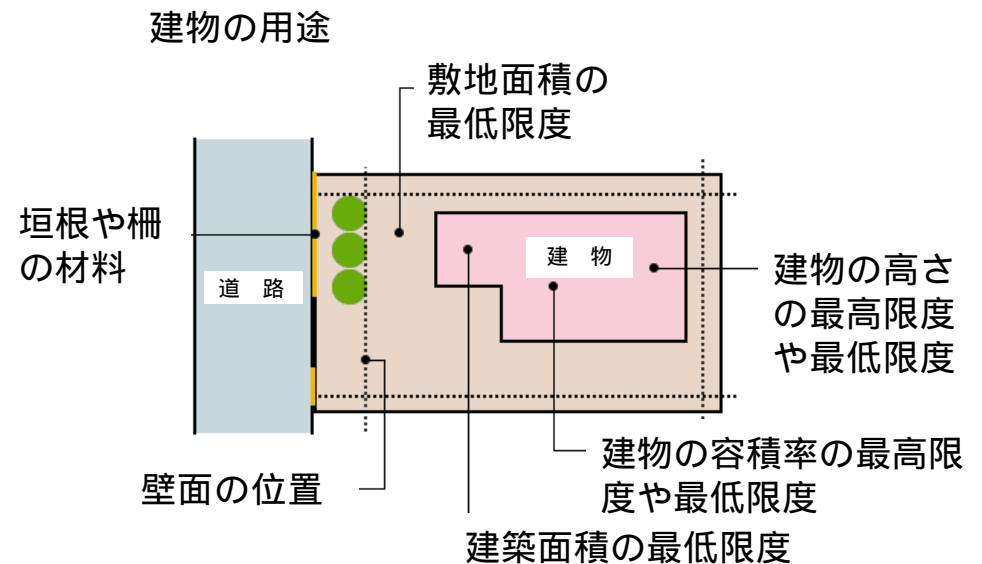 建物の用途
敷地面積の
最低限度
垣根や柵
の材料
道　路
建　物
建物の高さ
の最高限度
や最低限度
建物の容積率の最高限
度や最低限度
壁面の位置
建築面積の最低限度